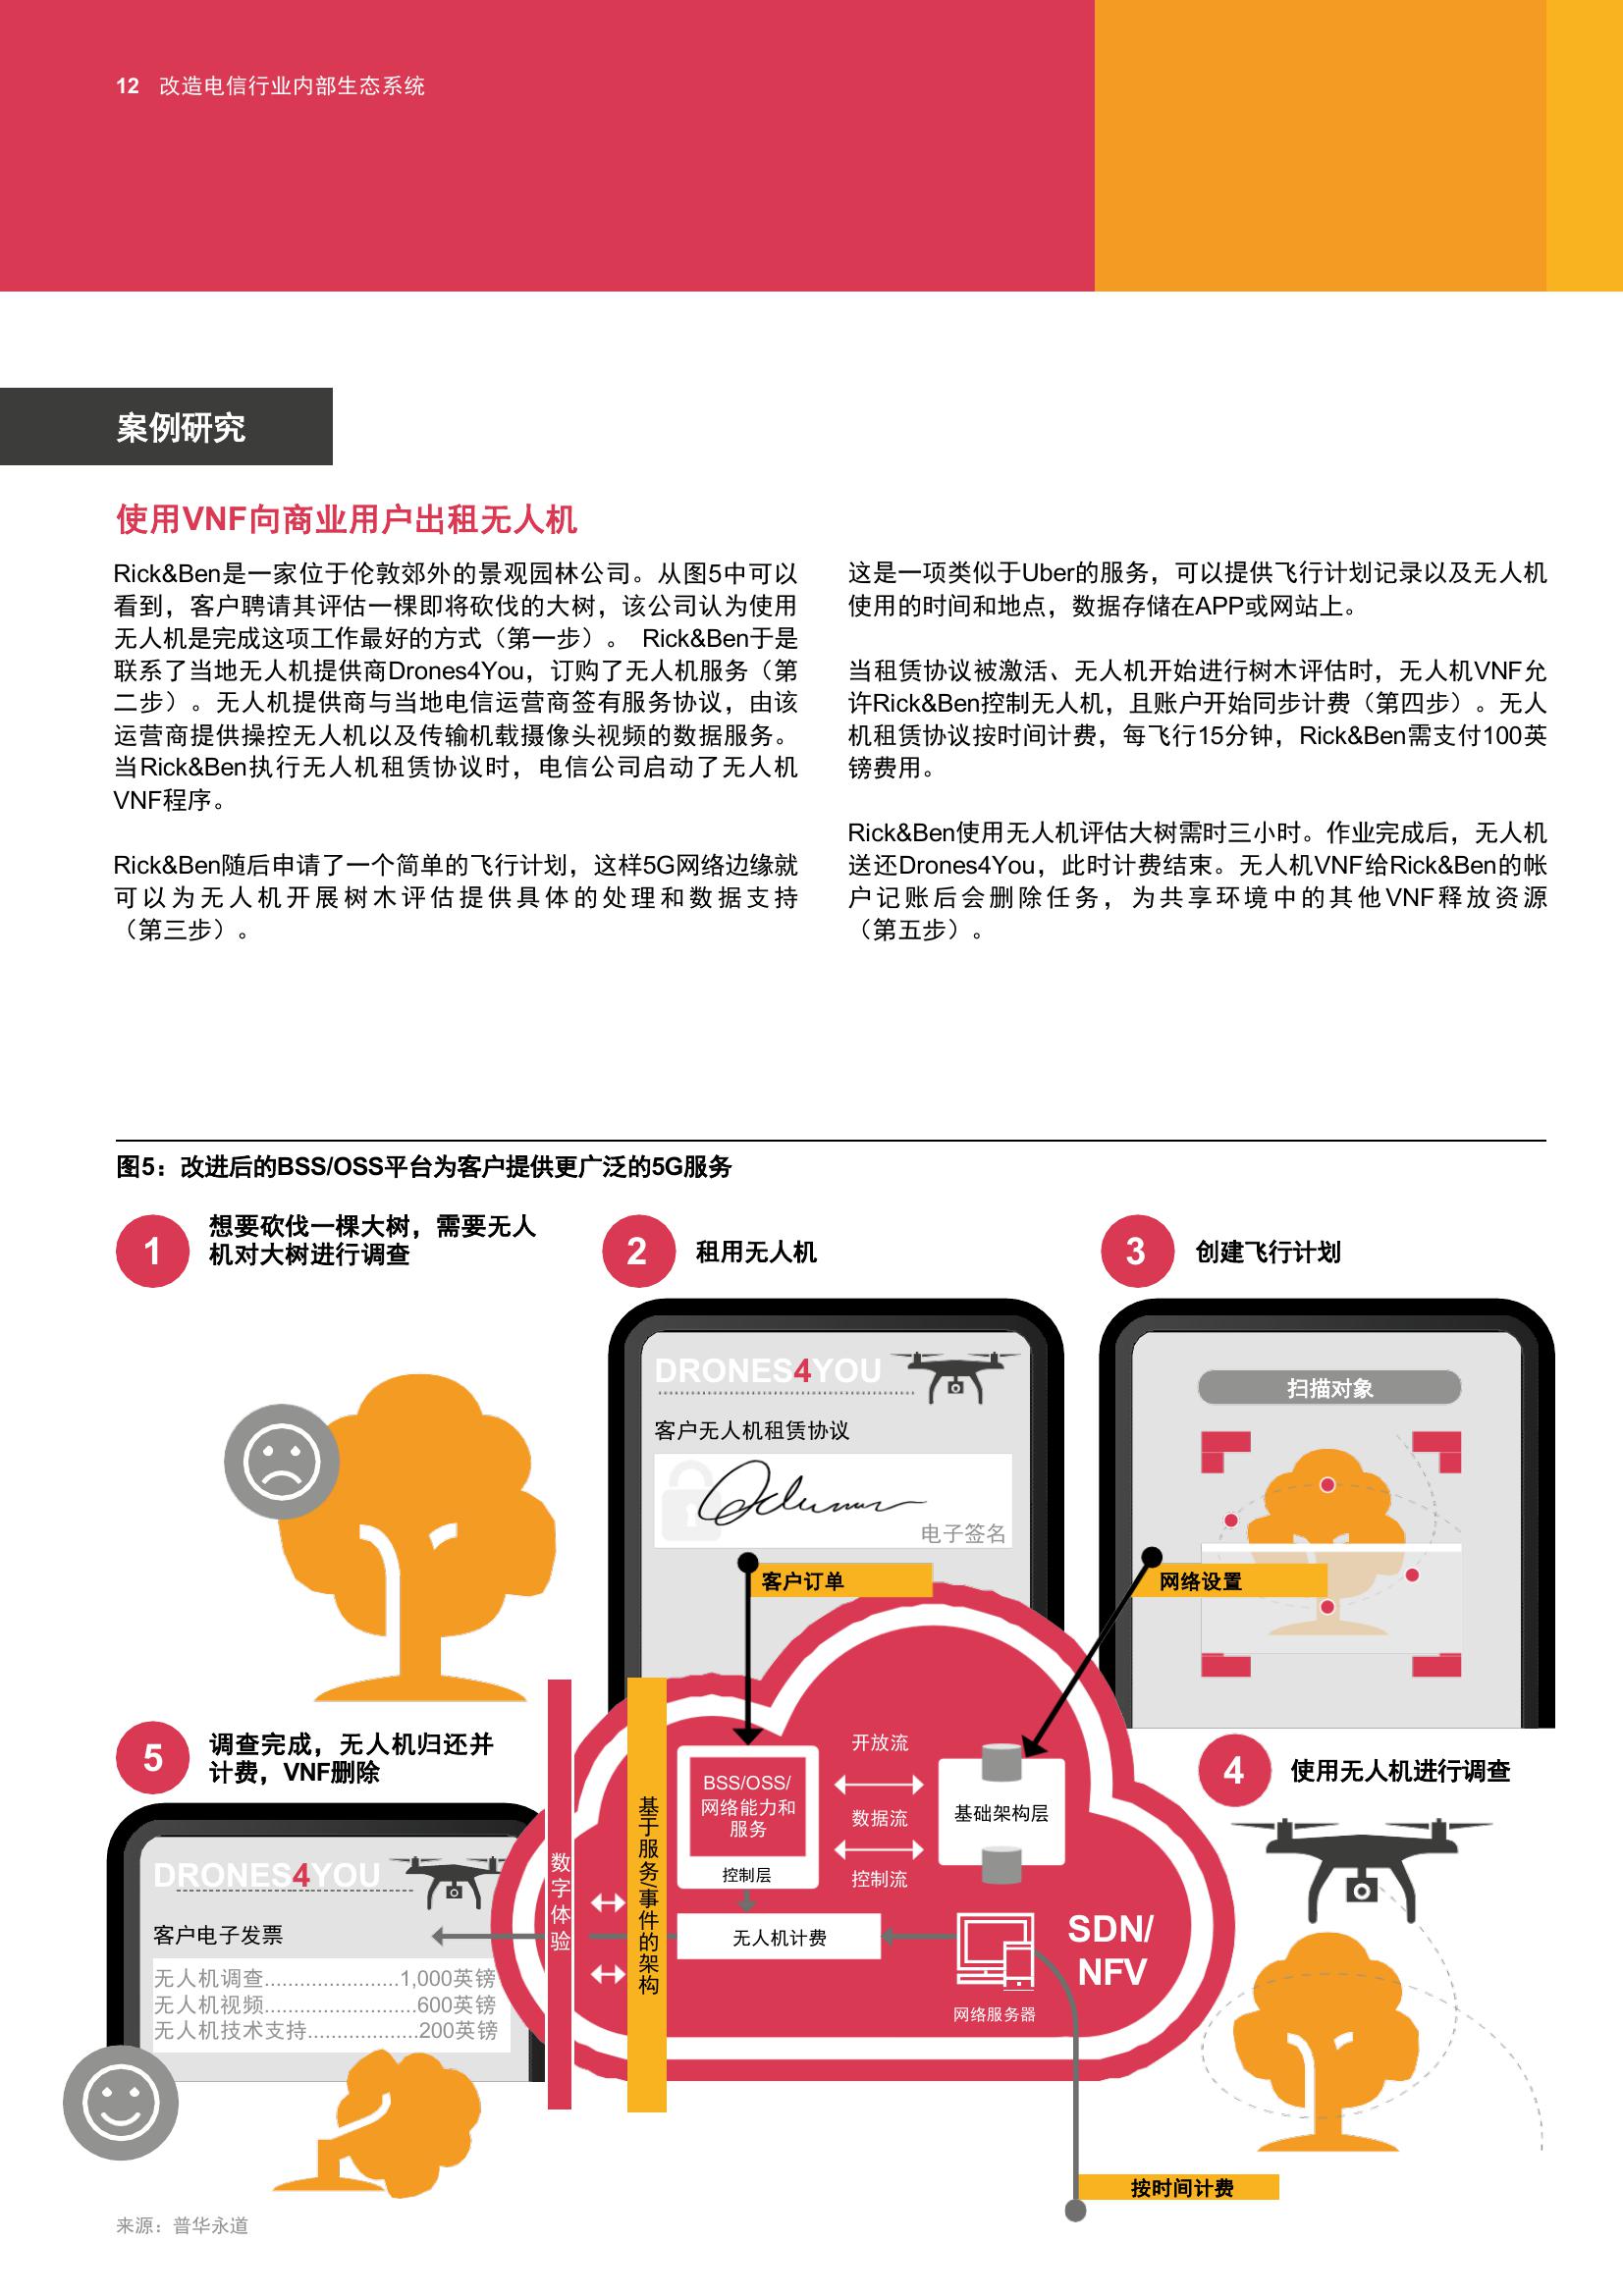 12 改造电信行业内部生态系统
案例研究
使用VNF向商业用户出租无人机
Rick&Ben是一家位于伦敦郊外的景观园林公司。从图5中可以
看到，客户聘请其评估一棵即将砍伐的大树，该公司认为使用
无人机是完成这项工作最好的方式（第一步）。 Rick&Ben于是
联系了当地无人机提供商Drones4You，订购了无人机服务（第
二步）。无人机提供商与当地电信运营商签有服务协议，由该
运营商提供操控无人机以及传输机载摄像头视频的数据服务。
当Rick&Ben执行无人机租赁协议时，电信公司启动了无人机
VNF程序。
Rick&Ben随后申请了一个简单的飞行计划，这样5G网络边缘就
可以为无人机开展树木评估提供具体的处理和数据支持
（第三步）。
这是一项类似于Uber的服务，可以提供飞行计划记录以及无人机
使用的时间和地点，数据存储在APP或网站上。
当租赁协议被激活、无人机开始进行树木评估时，无人机VNF允
许Rick&Ben控制无人机，且账户开始同步计费（第四步）。无人
机租赁协议按时间计费，每飞行15分钟，Rick&Ben需支付100英
镑费用。
Rick&Ben使用无人机评估大树需时三小时。作业完成后，无人机
送还Drones4You，此时计费结束。无人机VNF给Rick&Ben的帐
户记账后会删除任务，为共享环境中的其他VNF释放资源
（第五步）。
图5：改进后的BSS/OSS平台为客户提供更广泛的5G服务
1
想要砍伐一棵大树，需要无人
机对大树进行调查
2
租用无人机
3
创建飞行计划
DRONES4YOU
客户无人机租赁协议
电子签名
客户订单
扫描对象
网络设置
5
调查完成，无人机归还并
计费，VNF删除
DRONES4YOU
客户电子发票
无人机调查......................1,000英镑
无人机视频.........................600英镑
无人机技术支持..................200英镑
数字体验
基于服务/事件的架构
BSS/OSS/
网络能力和
服务
控制层
开放流
数据流
控制流
基础架构层
无人机计费
网络服务器
SDN/
NFV
4
使用无人机进行调查
按时间计费
来源：普华永道